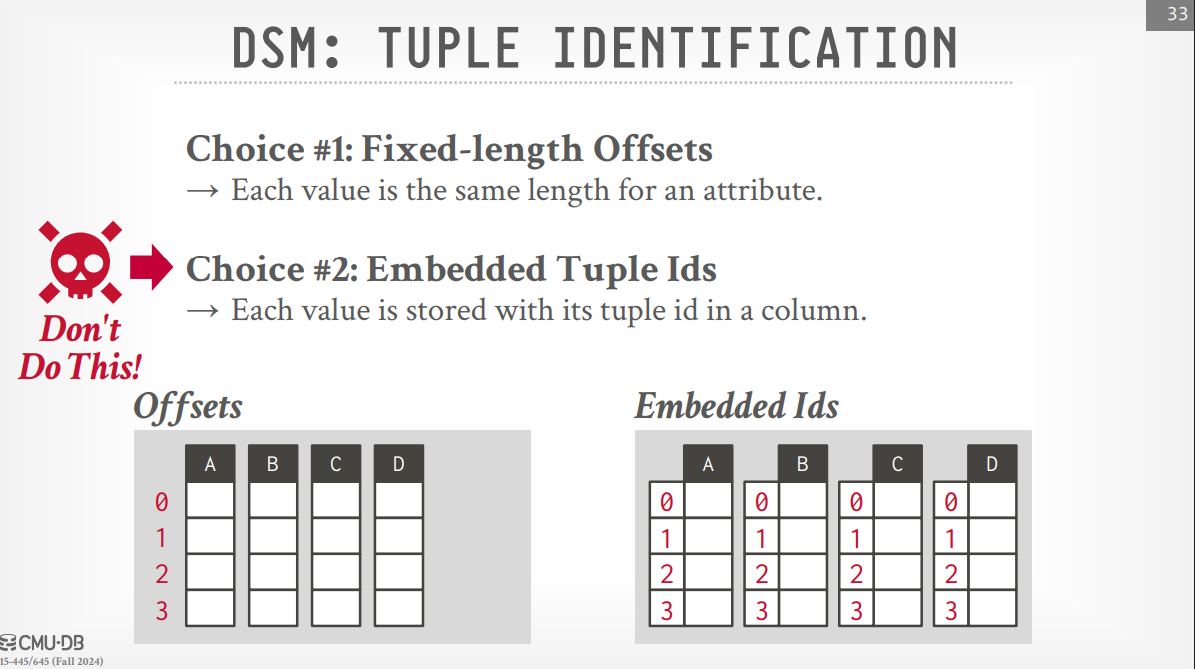 33
DSM: TUPLE IDENTIFICATION
Choice #1: Fixed-length Offsets
→ Each value is the same length for an attribute.
Choice #2: Embedded Tuple Ids
→ Each value is stored with its tuple id in a column.
Don't
Do This!
Offsets
A B C D
0
1
2
3
Embedded Ids
A B C D
0 0 0 0
1 1 1 1
2 2 2 2
3 3 3 3
CMU·DB
15-445/645 (Fall 2024)